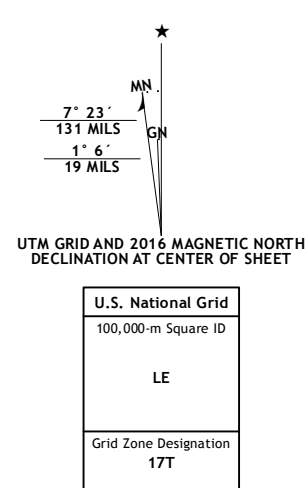 ★
MN
7° 23´
131 MILS
GN
1° 6´
19 MILS
UTM GRID AND 2016 MAGNETIC NORTH
DECLINATION AT CENTER OF SHEET
U.S. National Grid
100,000-m Square ID
LE
Grid Zone Designation
17T